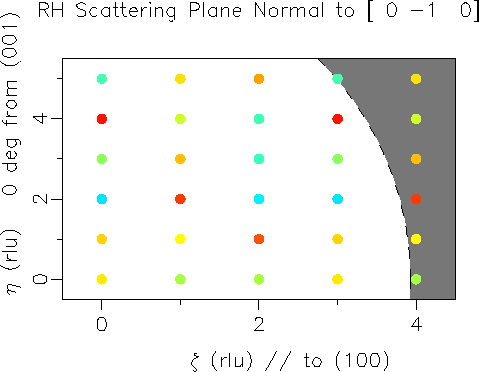 RH Scattering Plane Normal to [ 0 −1 0]
η (rlu) 0 deg from (001)
4
2
0
0 2 4
ζ (rlu) // to (100)